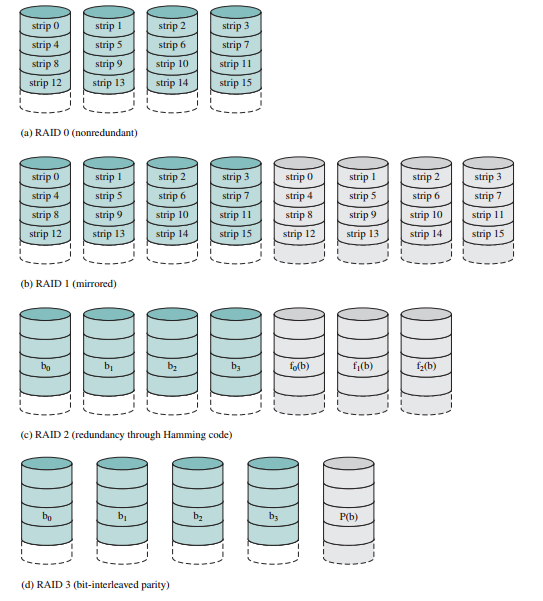 strip 0 strip 1 strip 2 strip 3
strip 4 strip 5 strip 6 strip 7
strip 8 strip 9 strip 10 strip 11
strip 12 strip 13 strip 14 strip 15
(a) RAID 0 (nonredundant)
strip 0 strip 1 strip 2 strip 3 strip 0 strip 1 strip 2 strip 3
strip 4 strip 5 strip 6 strip 7 strip 4 strip 5 strip 6 strip 7
strip 8 strip 9 strip 10 strip 11 strip 8 strip 9 strip 10 strip 11
strip 12 strip 13 strip 14 strip 15 strip 12 strip 13 strip 14 strip 15
(b) RAID 1 (mirrored)
b₀ b₁ b₂ b₃ f₀(b) f₁(b) f₂(b)
(c) RAID 2 (redundancy through Hamming code)
b₀ b₁ b₂ b₃ P(b)
(d) RAID 3 (bit-interleaved parity)